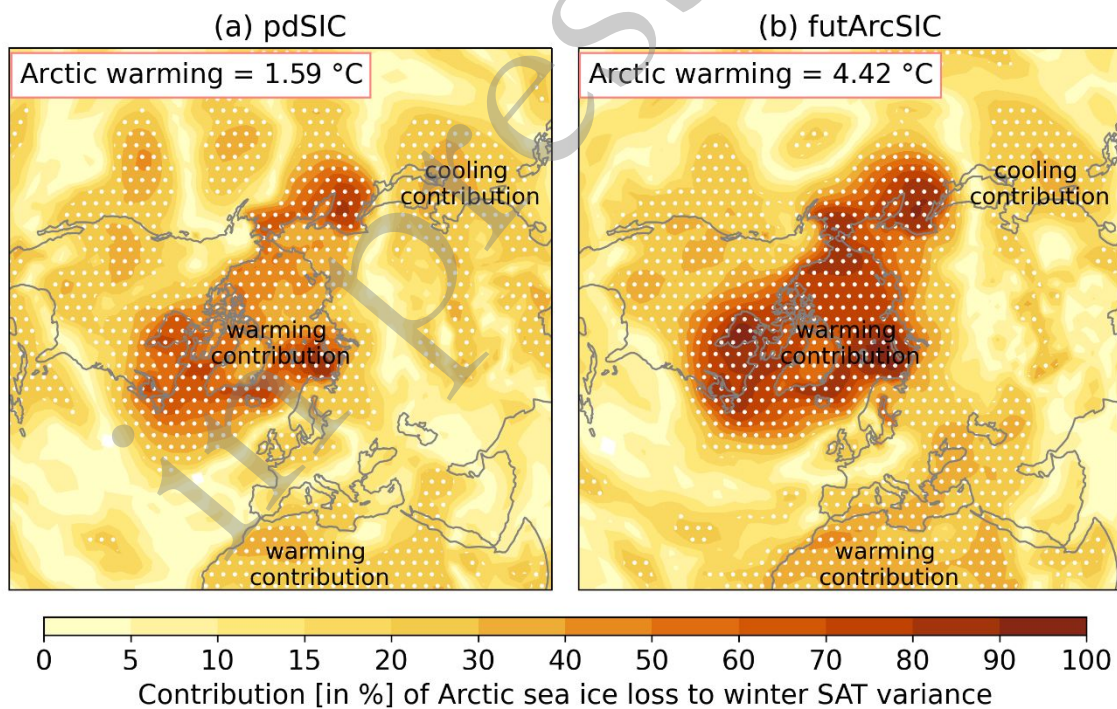 (a) pdSIC
(b) futArcSIC
Arctic warming = 1.59 °C
Arctic warming = 4.42 °C
cooling
contribution
cooling
contribution
warming
contribution
warming
contribution
warming
contribution
warming
contribution
0 5 10 15 20 30 40 50 60 70 80 90 100
Contribution [in %] of Arctic sea ice loss to winter SAT variance